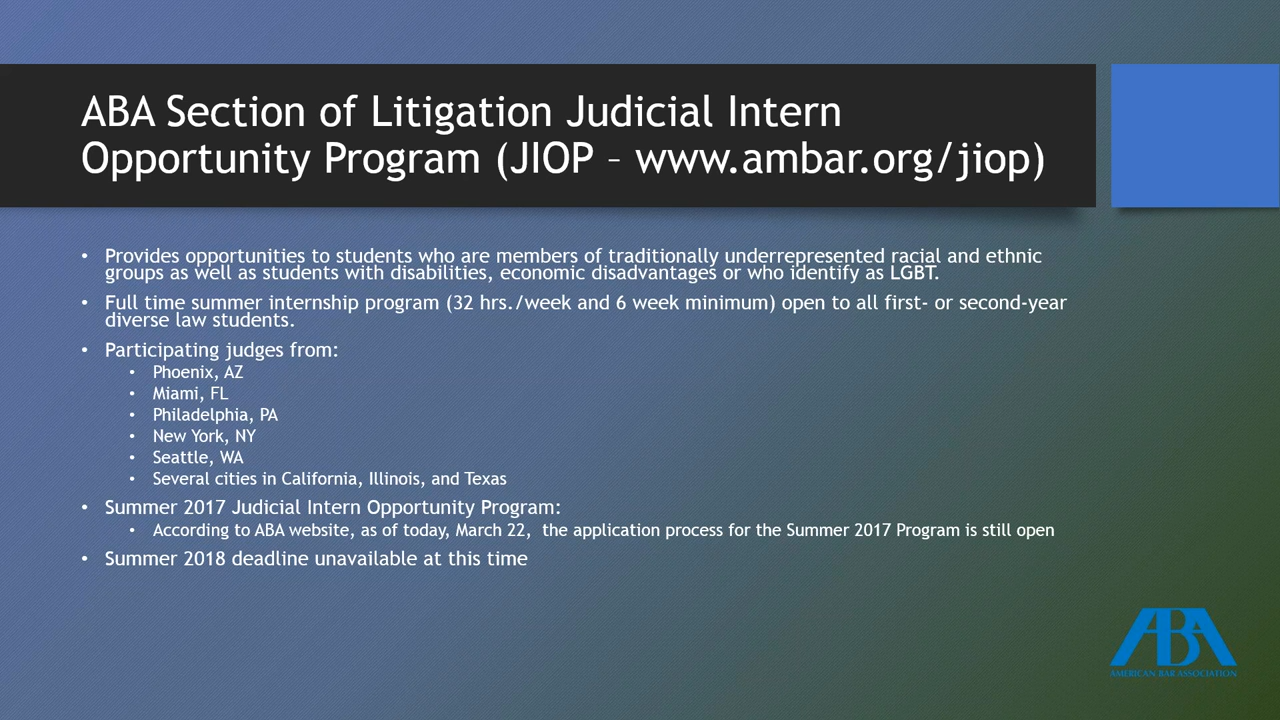 ABA Section of Litigation Judicial Intern
Opportunity Program (JIOP – www.ambar.org/jiop)
• Provides opportunities to students who are members of traditionally underrepresented racial and ethnic
groups as well as students with disabilities, economic disadvantages or who identify as LGBT.
• Full time summer internship program (32 hrs./week and 6 week minimum) open to all first- or second-year
diverse law students.
• Participating judges from:
• Phoenix, AZ
• Miami, FL
• Philadelphia, PA
• New York, NY
• Seattle, WA
• Several cities in California, Illinois, and Texas
• Summer 2017 Judicial Intern Opportunity Program:
• According to ABA website, as of today, March 22,  the application process for the Summer 2017 Program is still open
• Summer 2018 deadline unavailable at this time
ABA
AMERICAN BAR ASSOCIATION